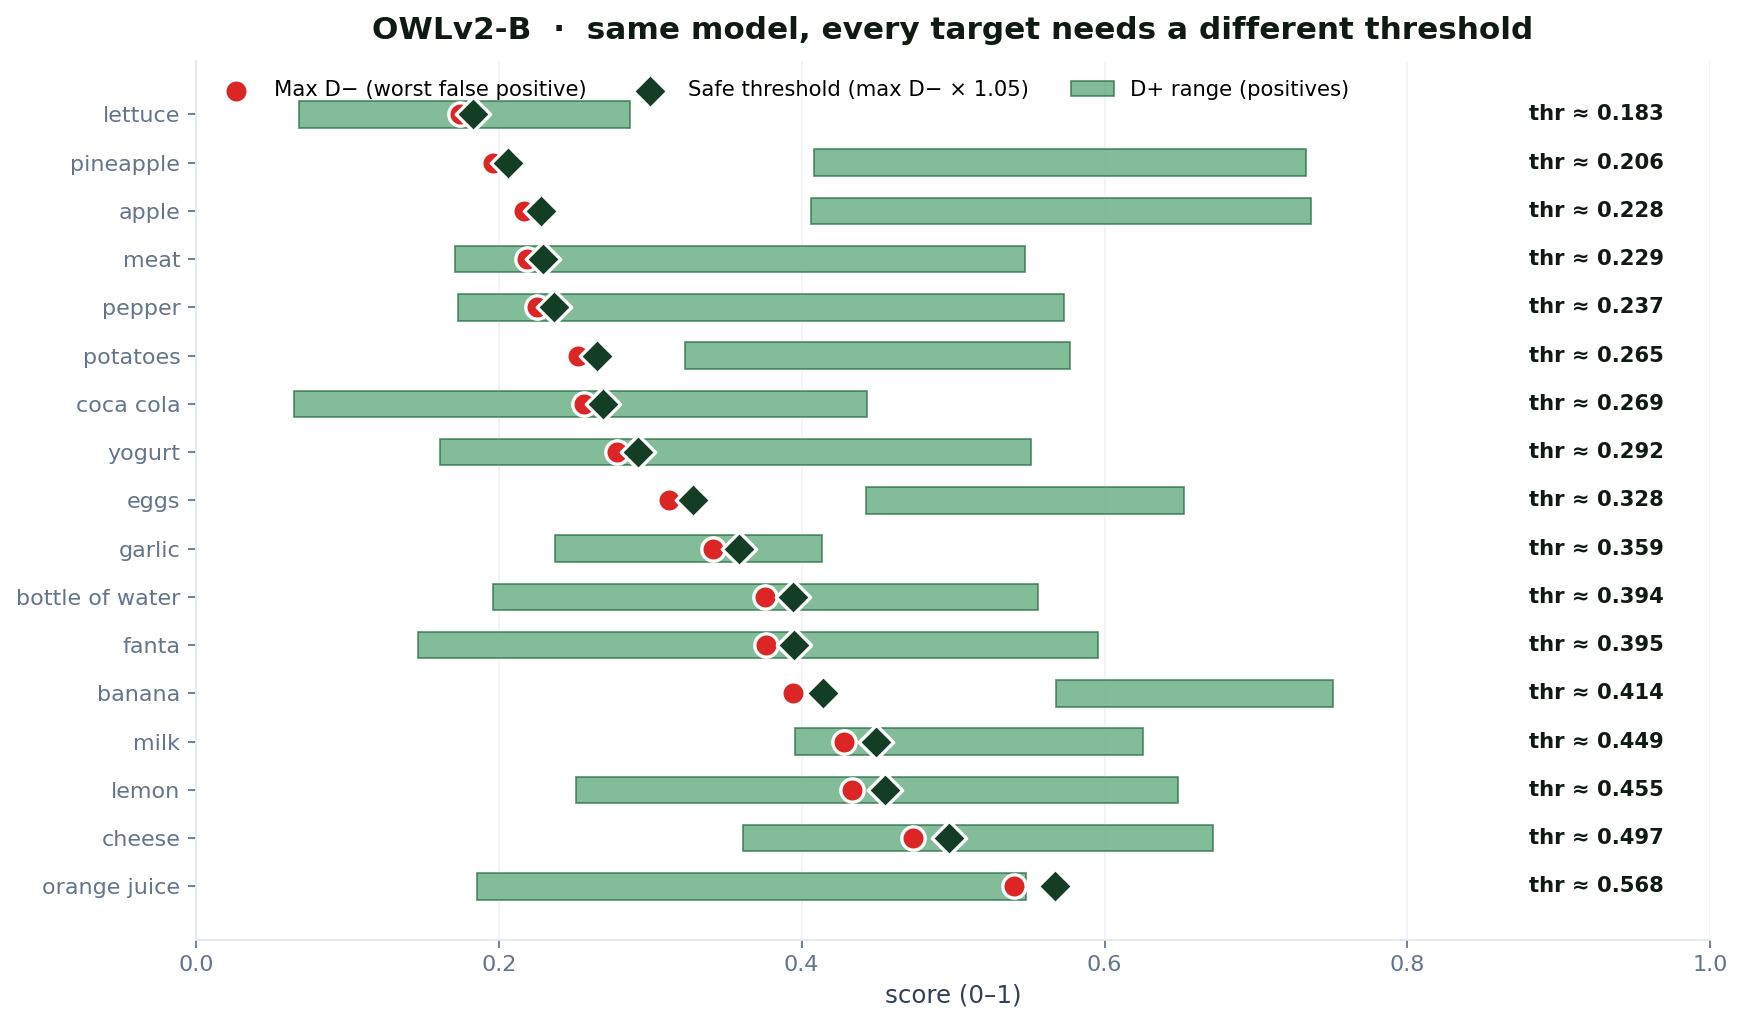 OWLv2-B · same model, every target needs a different threshold
Max D− (worst false positive) Safe threshold (max D− × 1.05) D+ range (positives)
lettuce thr ≈ 0.183
pineapple thr ≈ 0.206
apple thr ≈ 0.228
meat thr ≈ 0.229
pepper thr ≈ 0.237
potatoes thr ≈ 0.265
coca cola thr ≈ 0.269
yogurt thr ≈ 0.292
eggs thr ≈ 0.328
garlic thr ≈ 0.359
bottle of water thr ≈ 0.394
fanta thr ≈ 0.395
banana thr ≈ 0.414
milk thr ≈ 0.449
lemon thr ≈ 0.455
cheese thr ≈ 0.497
orange juice thr ≈ 0.568
0.0 0.2 0.4 0.6 0.8 1.0
score (0–1)